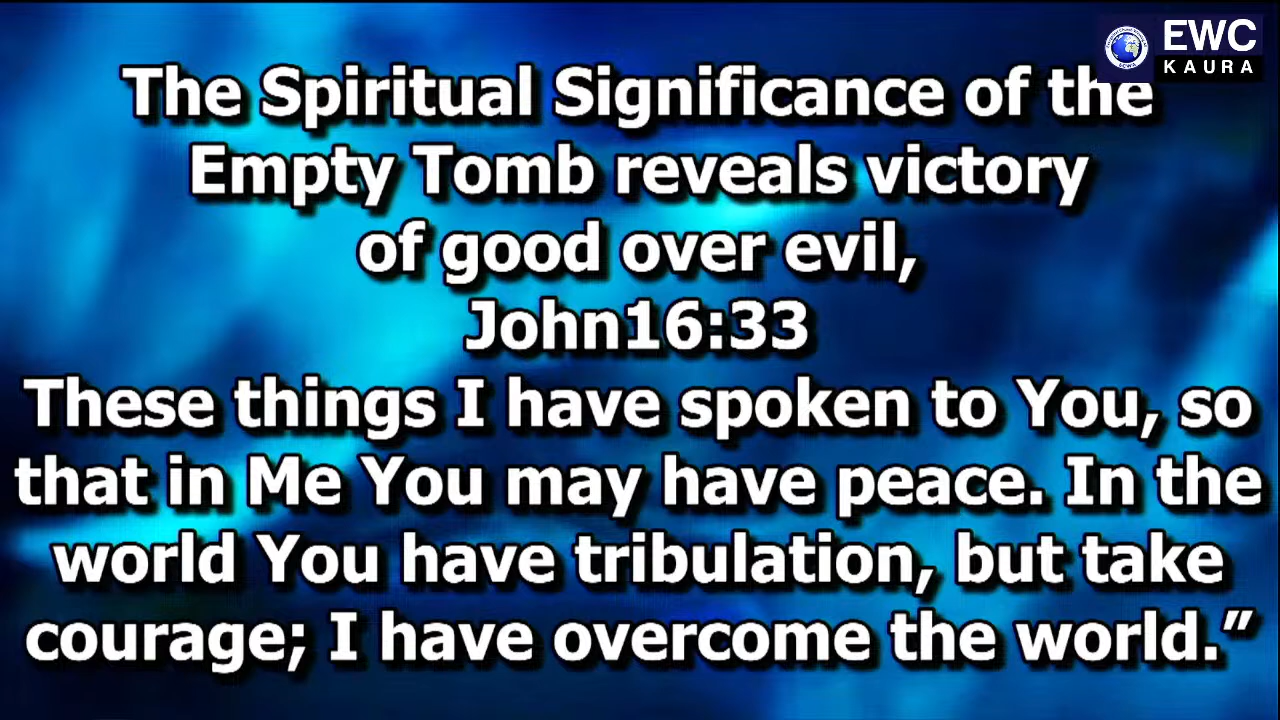 EWC
KAURA
The Spiritual Significance of the
Empty Tomb reveals victory
of good over evil,
John16:33
These things I have spoken to You, so
that in Me You may have peace. In the
world You have tribulation, but take
courage; I have overcome the world.”